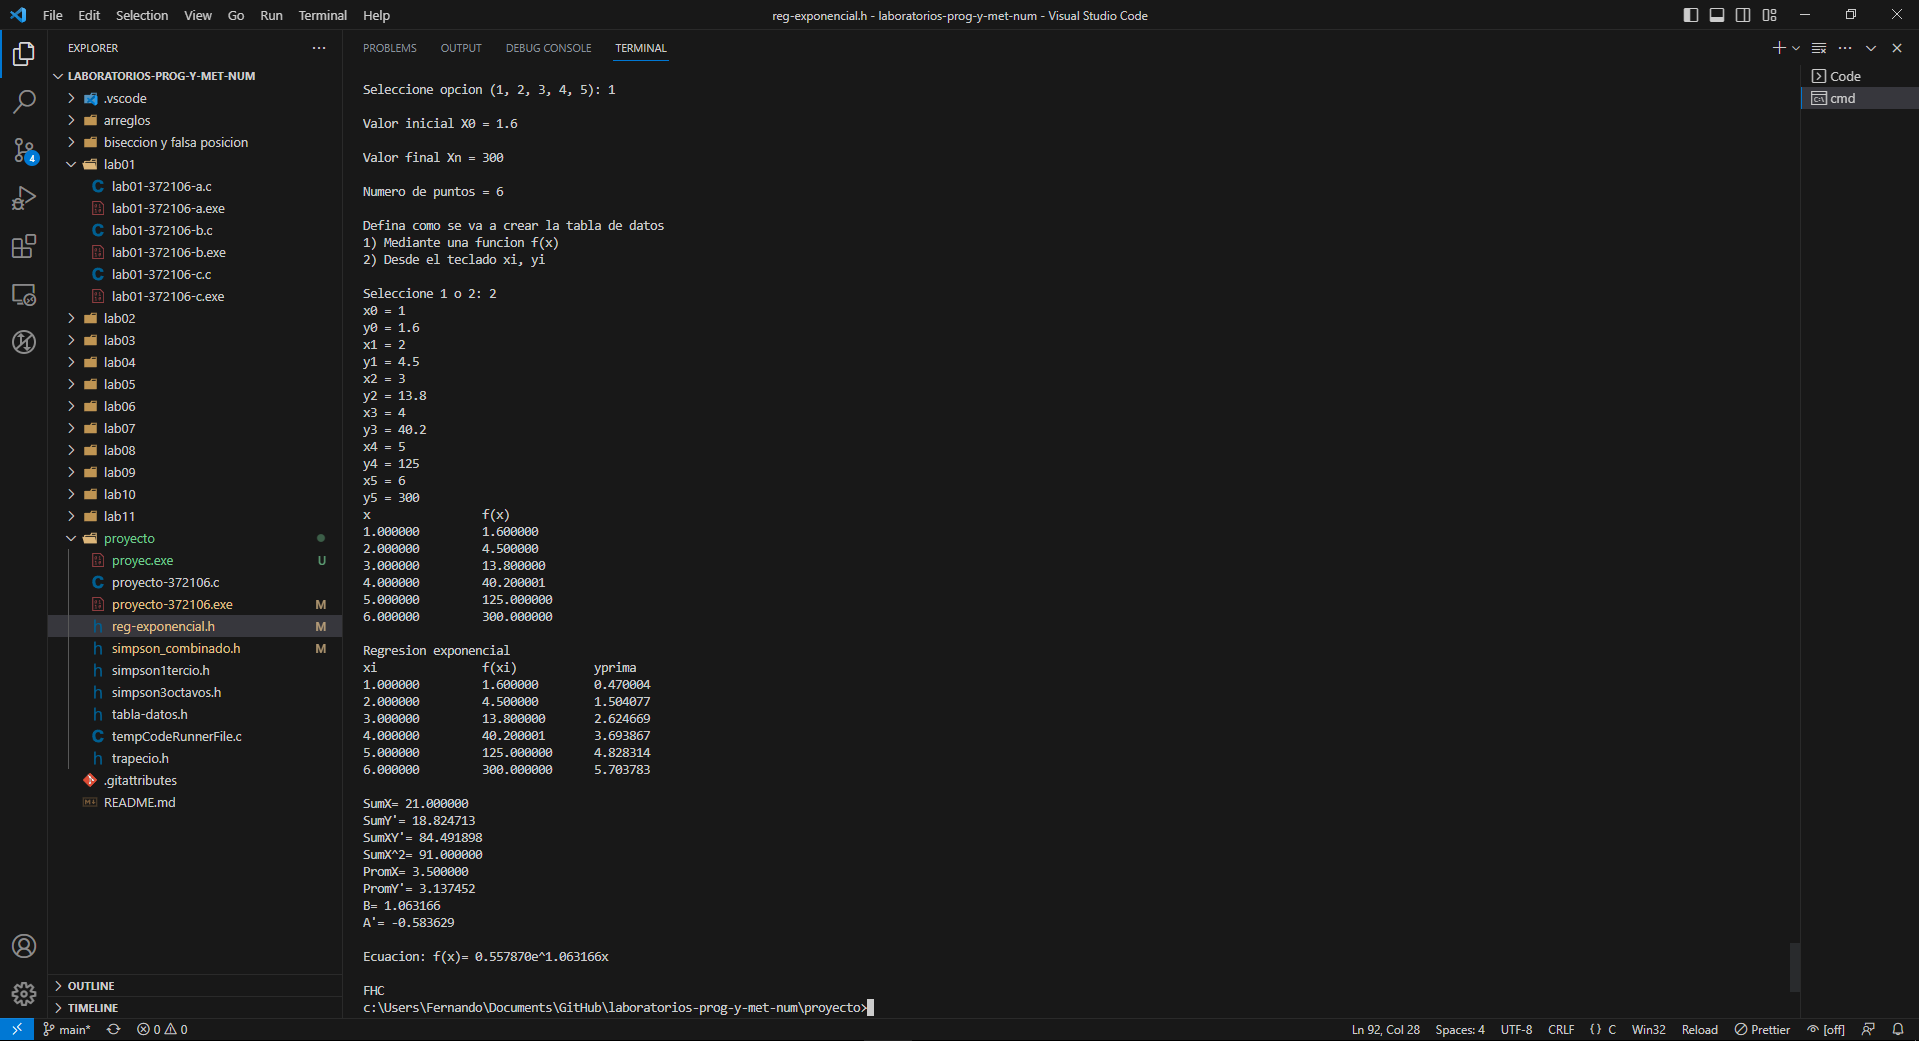 File Edit Selection View Go Run Terminal Help
reg-exponencial.h - laboratorios-prog-y-met-num - Visual Studio Code
EXPLORER
LABORATORIOS-PROG-Y-MET-NUM
.vscode
arreglos
biseccion y falsa posicion
lab01
lab01-372106-a.c
lab01-372106-a.exe
lab01-372106-b.c
lab01-372106-b.exe
lab01-372106-c.c
lab01-372106-c.exe
lab02
lab03
lab04
lab05
lab06
lab07
lab08
lab09
lab10
lab11
proyecto
proyec.exe U
proyecto-372106.c
proyecto-372106.exe M
reg-exponencial.h M
simpson_combinado.h M
simpson1tercio.h
simpson3octavos.h
tabla-datos.h
tempCodeRunnerFile.c
trapecio.h
.gitattributes
README.md
OUTLINE
TIMELINE
4
PROBLEMS OUTPUT DEBUG CONSOLE TERMINAL
Seleccione opcion (1, 2, 3, 4, 5): 1
Valor inicial X0 = 1.6
Valor final Xn = 300
Numero de puntos = 6
Defina como se va a crear la tabla de datos
1) Mediante una funcion f(x)
2) Desde el teclado xi, yi
Seleccione 1 o 2: 2
x0 = 1
y0 = 1.6
x1 = 2
y1 = 4.5
x2 = 3
y2 = 13.8
x3 = 4
y3 = 40.2
x4 = 5
y4 = 125
x5 = 6
y5 = 300
x f(x)
1.000000 1.600000
2.000000 4.500000
3.000000 13.800000
4.000000 40.200001
5.000000 125.000000
6.000000 300.000000
Regresion exponencial
xi f(xi) yprima
1.000000 1.600000 0.470004
2.000000 4.500000 1.504077
3.000000 13.800000 2.624669
4.000000 40.200001 3.693867
5.000000 125.000000 4.828314
6.000000 300.000000 5.703783
SumX= 21.000000
SumY'= 18.824713
SumXY'= 84.491898
SumX^2= 91.000000
PromX= 3.500000
PromY'= 3.137452
B= 1.063166
A'= -0.583629
Ecuacion: f(x)= 0.557870e^1.063166x
FHC
c:\Users\Fernando\Documents\GitHub\laboratorios-prog-y-met-num\proyecto>
Code
cmd
main* 0 0
Ln 92, Col 28 Spaces: 4 UTF-8 CRLF {} C Win32 Reload Prettier [off]